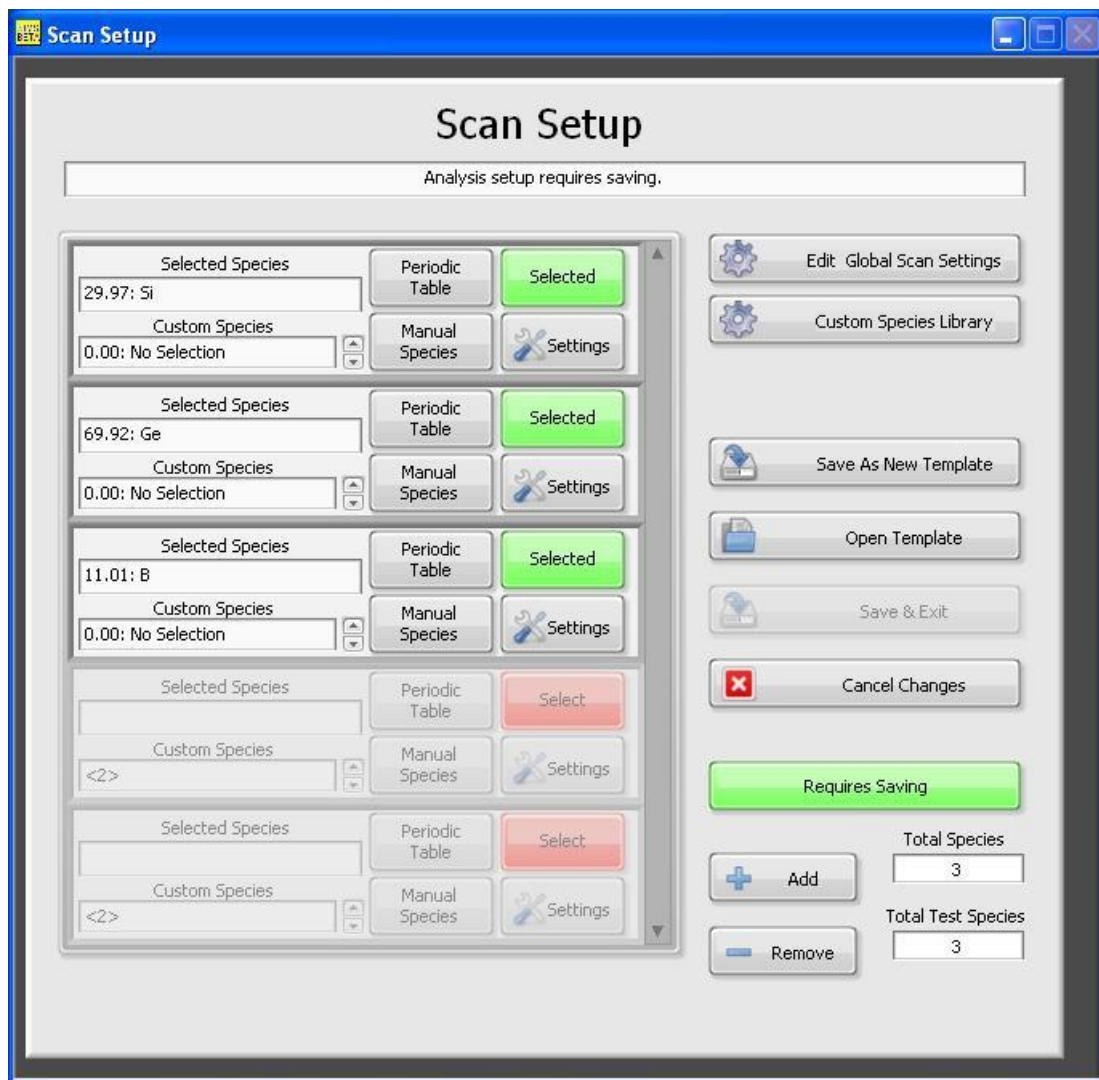 Scan Setup
Scan Setup
Analysis setup requires saving.
Selected Species
29.97: Si
Custom Species
0.00: No Selection
Periodic
Table
Selected
Manual
Species
Settings
Selected Species
69.92: Ge
Custom Species
0.00: No Selection
Periodic
Table
Selected
Manual
Species
Settings
Selected Species
11.01: B
Custom Species
0.00: No Selection
Periodic
Table
Selected
Manual
Species
Settings
Selected Species
Custom Species
<2>
Periodic
Table
Select
Manual
Species
Settings
Selected Species
Custom Species
<2>
Periodic
Table
Select
Manual
Species
Settings
Edit Global Scan Settings
Custom Species Library
Save As New Template
Open Template
Save & Exit
Cancel Changes
Requires Saving
Add
Total Species
3
Remove
Total Test Species
3